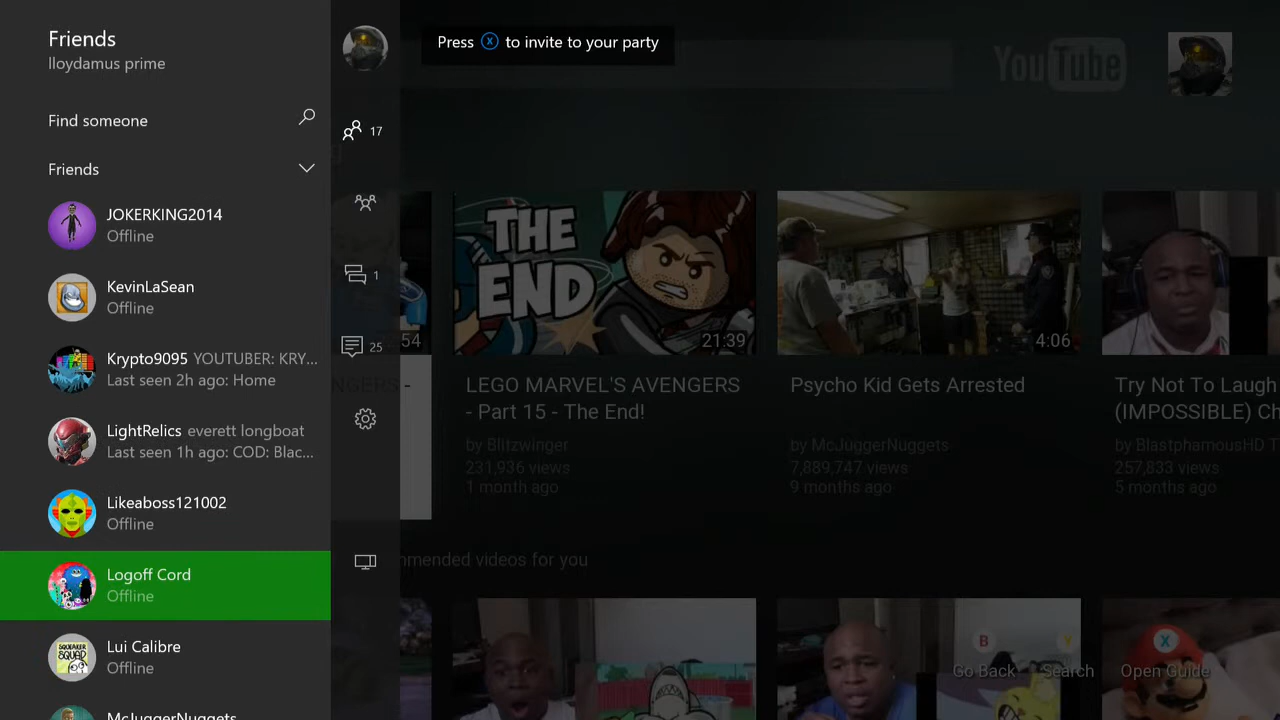 Friends
lloydamus prime
Find someone
Friends
JOKERKING2014
Offline
KevinLaSean
Offline
Krypto9095 YOUTUBER: KRY...
Last seen 2h ago: Home
LightRelics everett longboat
Last seen 1h ago: COD: Blac...
Likeaboss121002
Offline
Logoff Cord
Offline
SQUEAKER
SQUAD
Lui Calibre
Offline
McJuggerNuggets
17
1
25
Press X to invite to your party
YouTube
54
NGERS -
THE
END
21:39
LEGO MARVEL'S AVENGERS
- Part 15 - The End!
by Blitzwinger
231,936 views
1 month ago
4:06
Psycho Kid Gets Arrested
by McJuggerNuggets
7,889,747 views
9 months ago
Try Not To Laugh
(IMPOSSIBLE) Ch
by BlastphamousHD T
257,833 views
5 months ago
mmended videos for you
B
Go Back
Y
Search
X
Open Guide